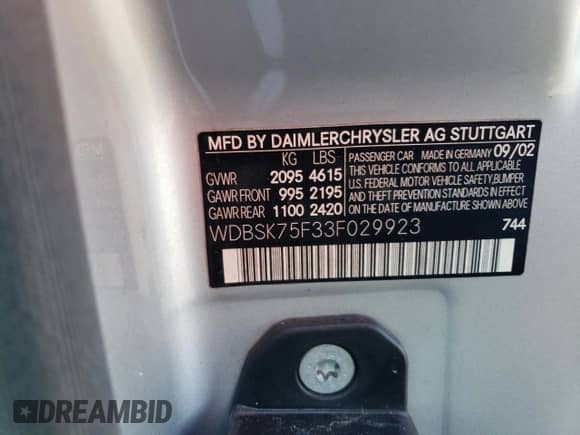 MFD BY DAIMLERCHRYSLER AG STUTTGART
KG LBS
GVWR 2095 4615
GAWR FRONT 995 2195
GAWR REAR 1100 2420
PASSENGER CAR MADE IN GERMANY 09/02
THIS VEHICLE CONFORMS TO ALL APPLICABLE
U.S. FEDERAL MOTOR VEHICLE SAFETY,BUMPER
AND THEFT PREVENTION STANDARDS IN EFFECT
ON THE DATE OF MANUFACTURE SHOWN ABOVE
WDBSK75F33F029923 744
DREAMBID